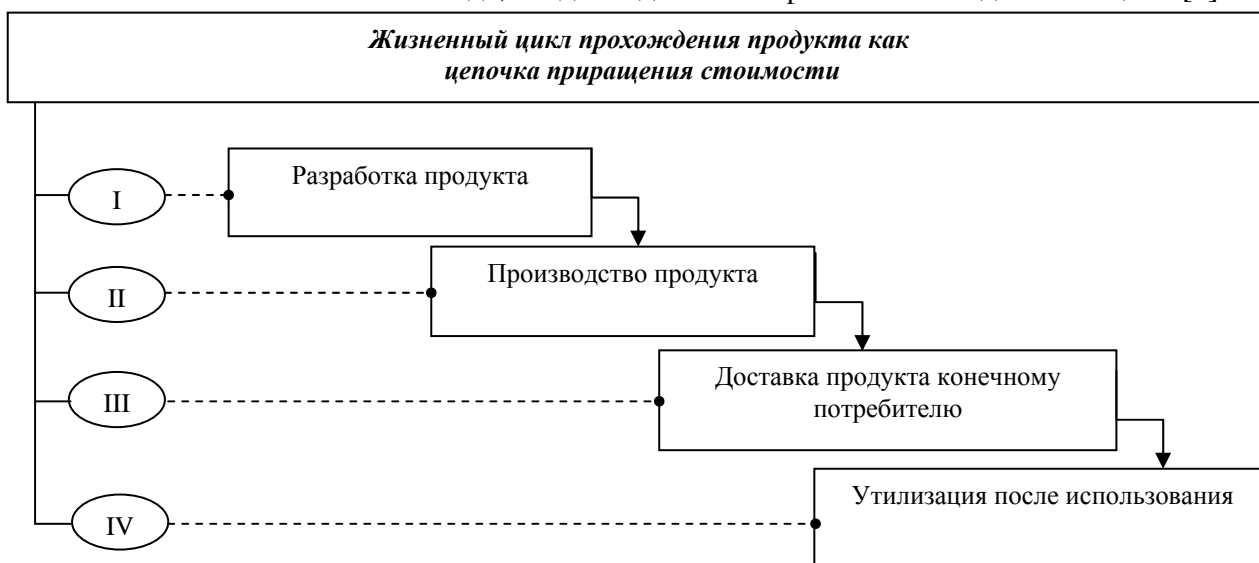 Жизненный цикл прохождения продукта как
цепочка приращения стоимости
I
Разработка продукта
II
Производство продукта
III
Доставка продукта конечному
потребителю
IV
Утилизация после использования